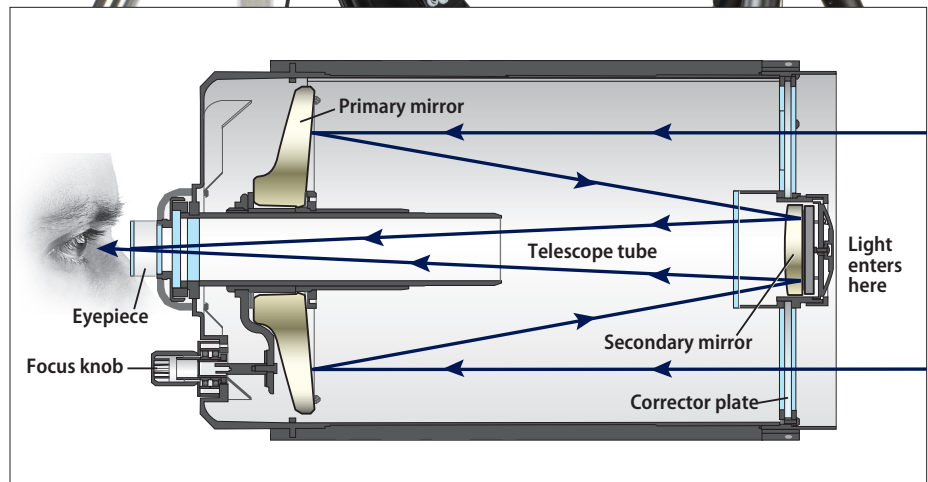 Primary mirror
Telescope tube
Light
enters
here
Eyepiece
Secondary mirror
Focus knob
Corrector plate